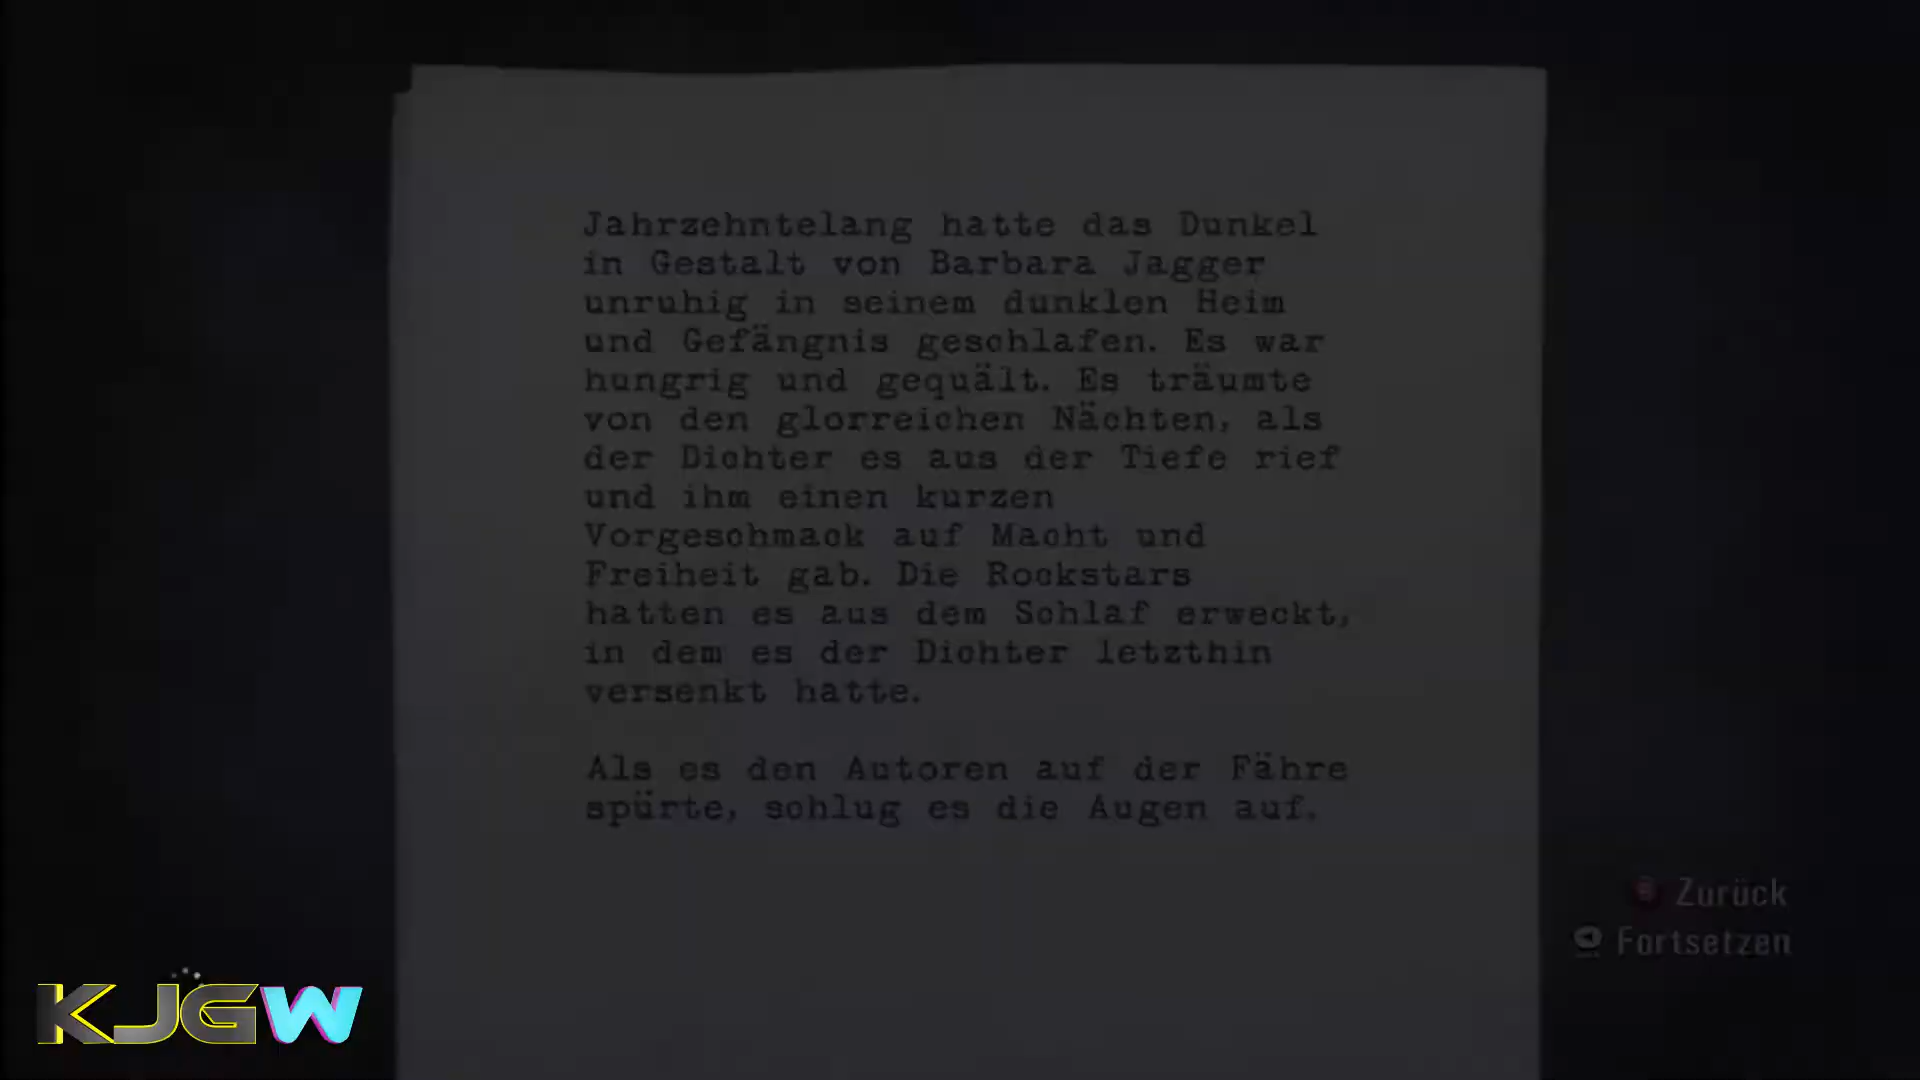 Jahrzehntelang hatte das Dunkel
in Gestalt von Barbara Jagger
unruhig in seinem dunklen Heim
und Gefängnis geschlafen. Es war
hungrig und gequält. Es träumte
von den glorreichen Nächten, als
der Dichter es aus der Tiefe rief
und ihm einen kurzen
Vorgeschmack auf Macht und
Freiheit gab. Die Rockstars
hatten es aus dem Schlaf erweckt,
in dem es der Dichter letzthin
versenkt hatte.
Als es den Autoren auf der Fähre
spürte, schlug es die Augen auf.
Zurück
Fortsetzen
KJGW